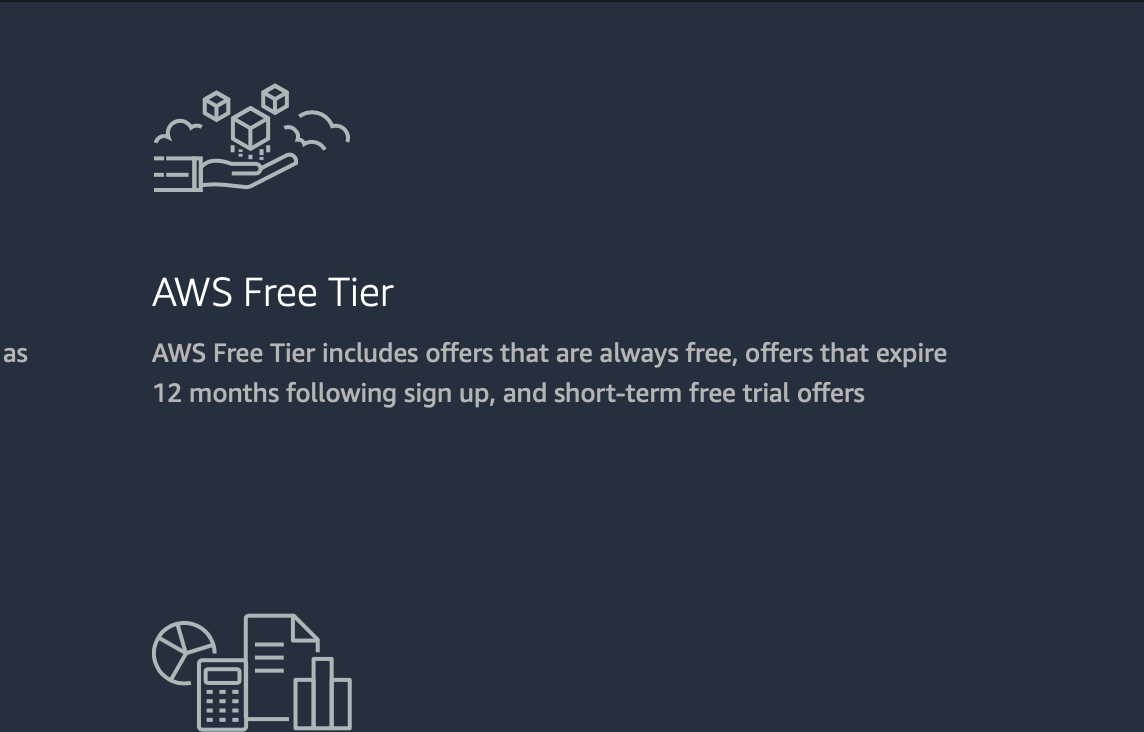 AWS Free Tier
as
AWS Free Tier includes offers that are always free, offers that expire
12 months following sign up, and short-term free trial offers